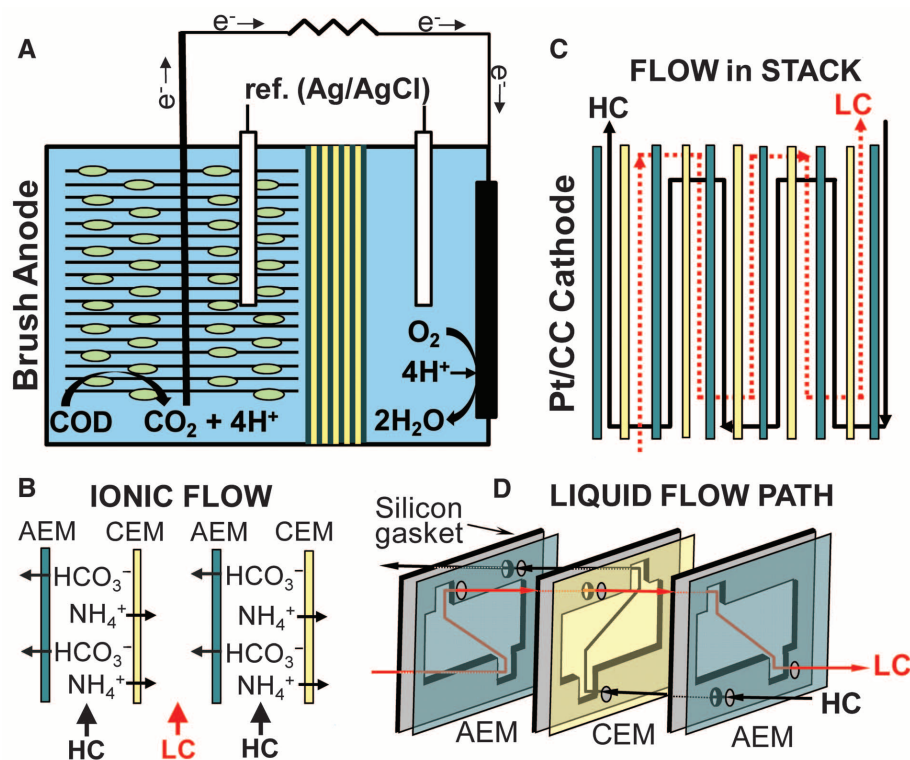 A
e⁻→
e⁻→
e⁻→
e⁻→
ref. (Ag/AgCl)
Brush Anode
COD
CO₂ + 4H⁺
O₂
4H⁺
2H₂O
Pt/CC Cathode
C
FLOW in STACK
HC
LC
B
IONIC FLOW
AEM
CEM
AEM
CEM
HCO₃⁻
HCO₃⁻
NH₄⁺
NH₄⁺
HCO₃⁻
HCO₃⁻
NH₄⁺
NH₄⁺
HC
LC
HC
D
LIQUID FLOW PATH
Silicon
gasket
LC
HC
AEM
CEM
AEM